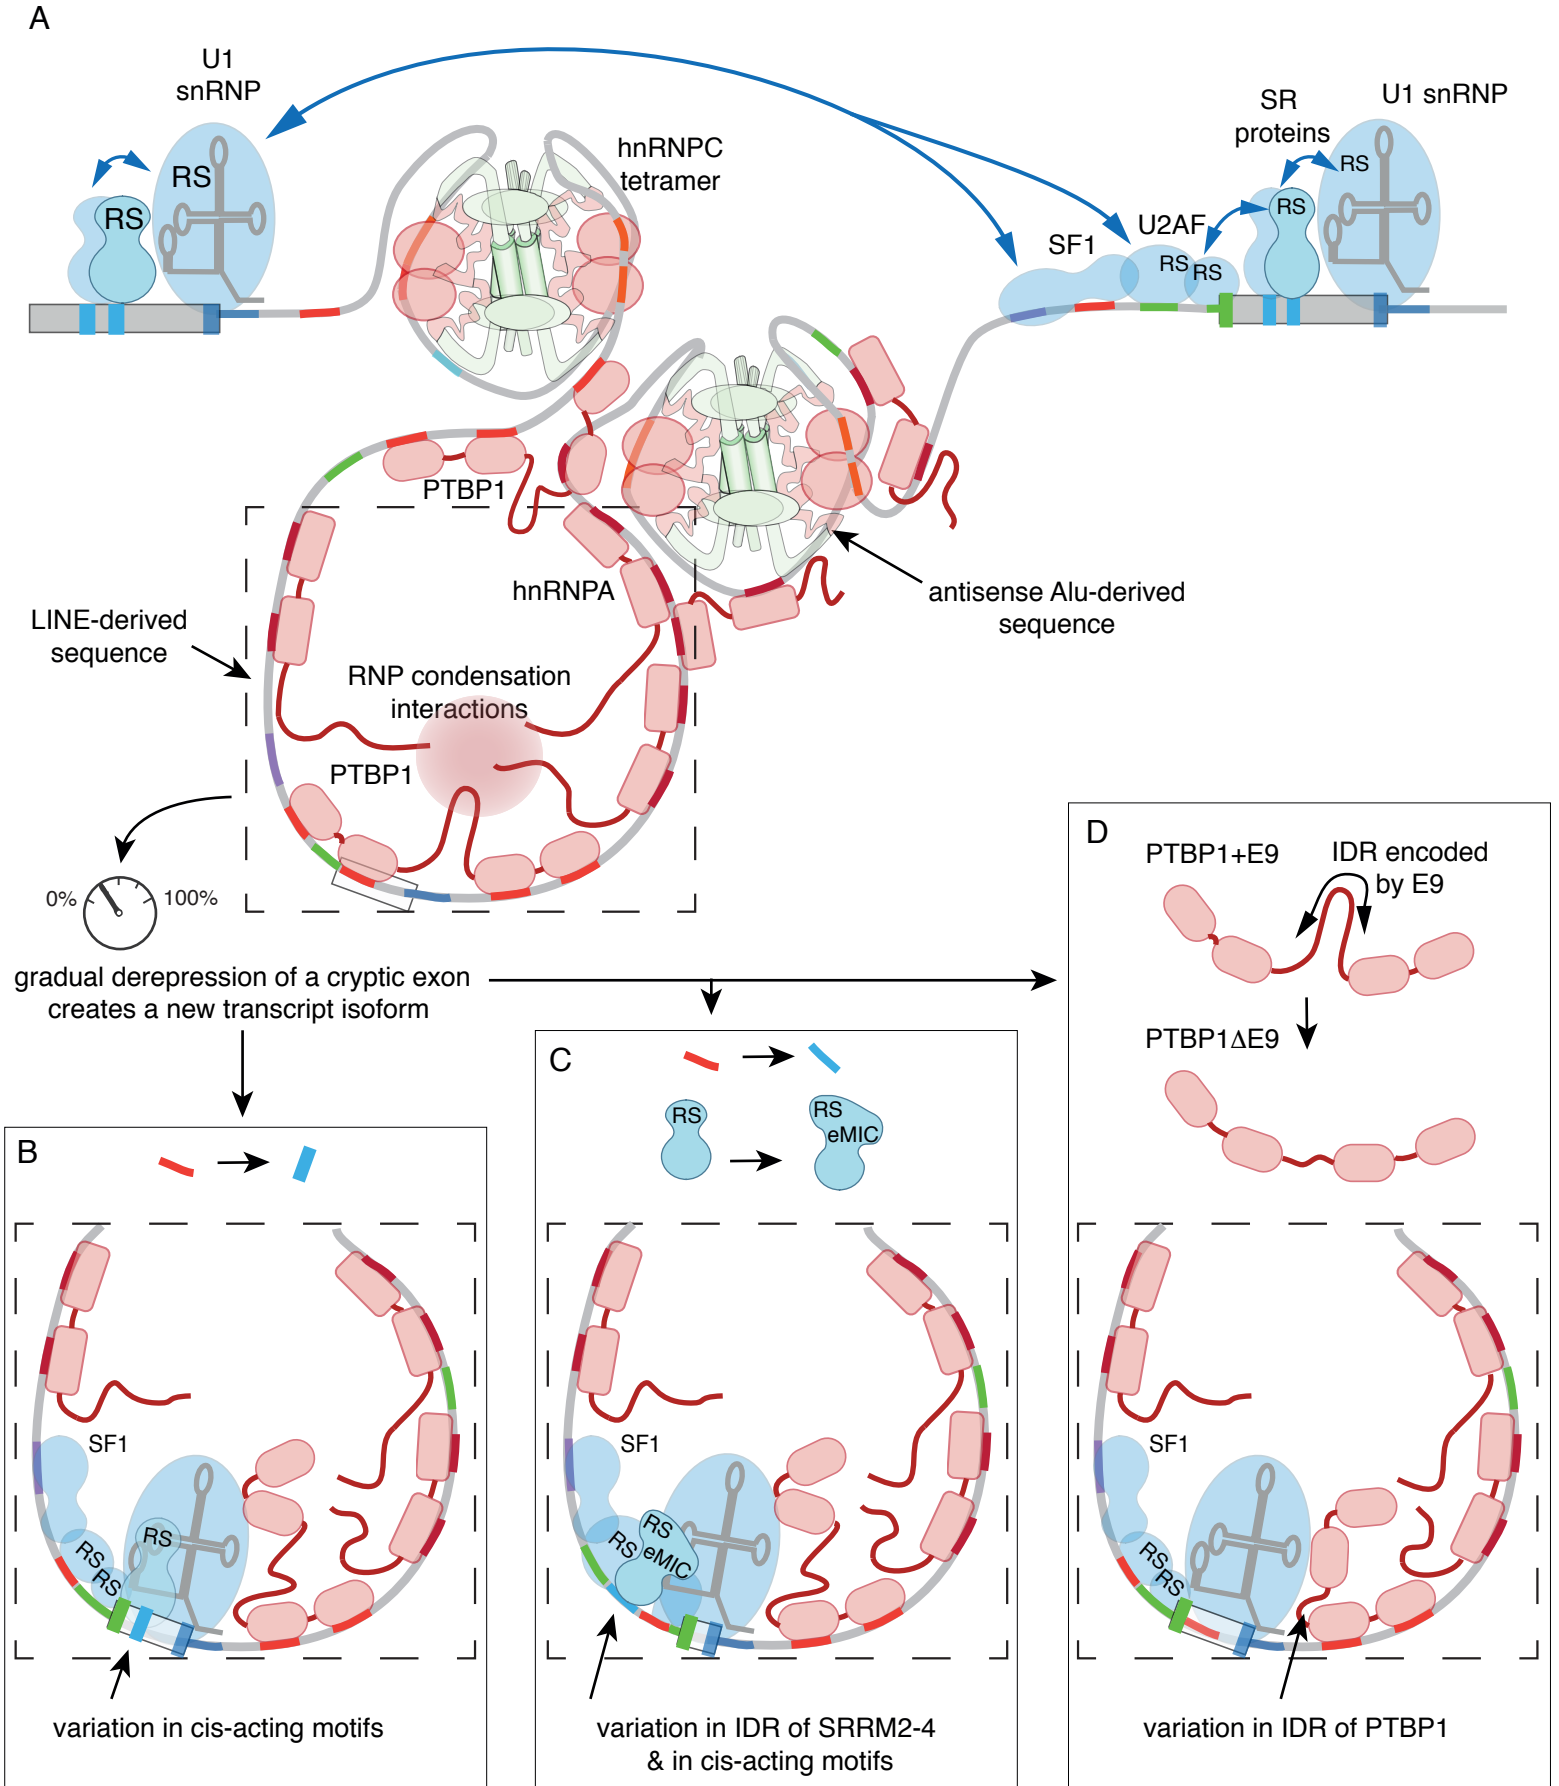 A
U1
snRNP
RS
RS
hnRNPC
tetramer
SR
proteins
U1 snRNP
RS
RS
U2AF
SF1
RS
RS
PTBP1
hnRNPA
antisense Alu-derived
sequence
LINE-derived
sequence
RNP condensation
interactions
PTBP1
0%
100%
gradual derepression of a cryptic exon
creates a new transcript isoform
B
SF1
RS
RS
RS
variation in cis-acting motifs
C
RS
RS
eMIC
SF1
RS
RS
eMIC
variation in IDR of SRRM2-4
& in cis-acting motifs
D
PTBP1+E9
IDR encoded
by E9
PTBP1ΔE9
SF1
RS
RS
variation in IDR of PTBP1